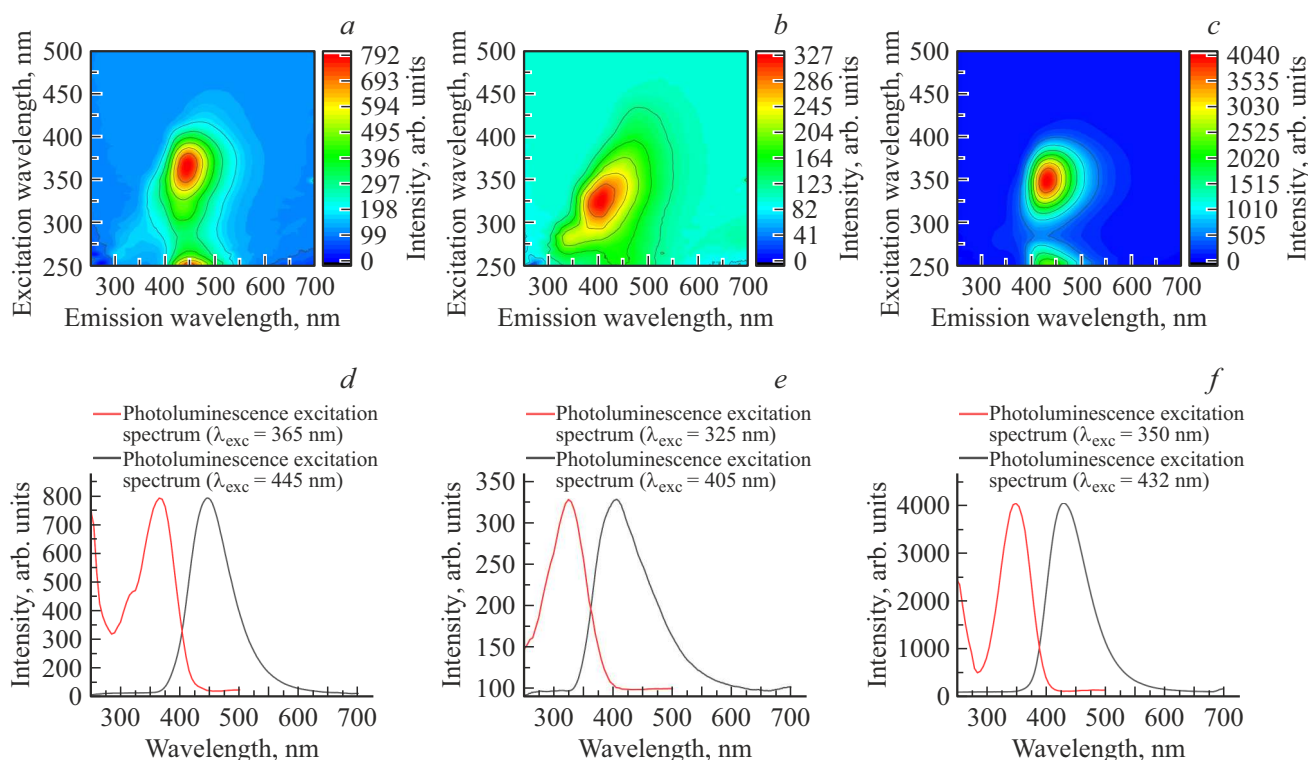 a
500
450
400
350
300
250
300 400 500 600 700
Excitation wavelength, nm
Emission wavelength, nm
792
693
594
495
396
297
198
99
0
Intensity, arb. units
b
500
450
400
350
300
250
300 400 500 600 700
Excitation wavelength, nm
Emission wavelength, nm
327
286
245
204
164
123
82
41
0
Intensity, arb. units
c
500
450
400
350
300
250
300 400 500 600 700
Excitation wavelength, nm
Emission wavelength, nm
4040
3535
3030
2525
2020
1515
1010
505
0
Intensity, arb. units
d
Photoluminescence excitation
spectrum (λexc = 365 nm)
Photoluminescence excitation
spectrum (λexc = 445 nm)
800
700
600
500
400
300
200
100
0
300 400 500 600 700
Intensity, arb. units
Wavelength, nm
e
Photoluminescence excitation
spectrum (λexc = 325 nm)
Photoluminescence excitation
spectrum (λexc = 405 nm)
350
300
250
200
150
100
300 400 500 600 700
Intensity, arb. units
Wavelength, nm
f
Photoluminescence excitation
spectrum (λexc = 350 nm)
Photoluminescence excitation
spectrum (λexc = 432 nm)
4000
3000
2000
1000
0
300 400 500 600 700
Intensity, arb. units
Wavelength, nm